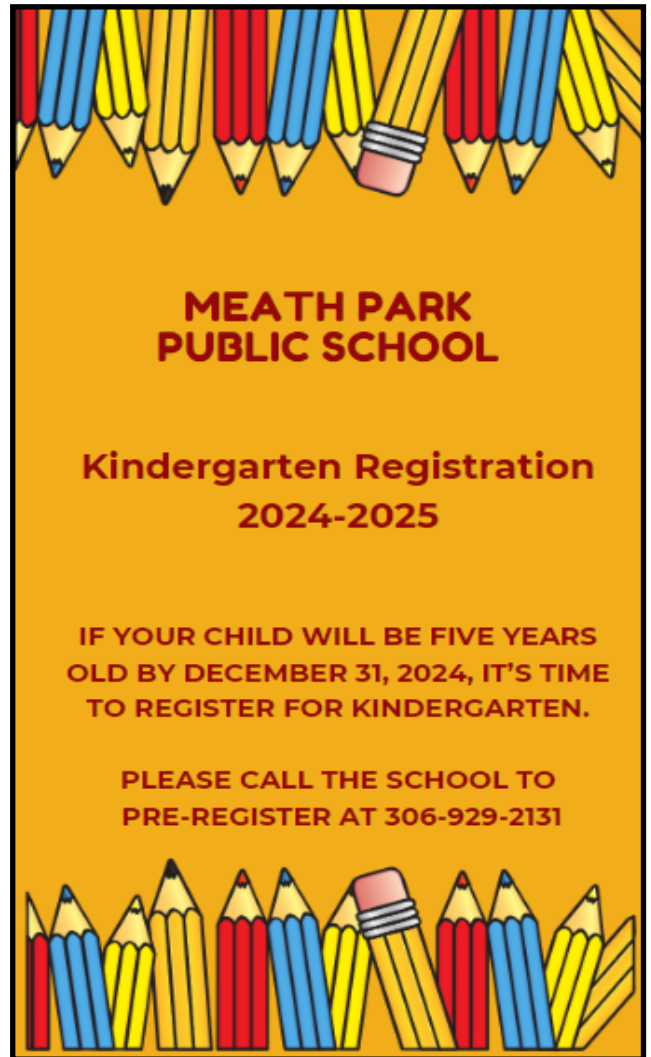 MEATH PARK
PUBLIC SCHOOL
Kindergarten Registration
2024-2025
IF YOUR CHILD WILL BE FIVE YEARS
OLD BY DECEMBER 31, 2024, IT'S TIME
TO REGISTER FOR KINDERGARTEN.
PLEASE CALL THE SCHOOL TO
PRE-REGISTER AT 306-929-2131